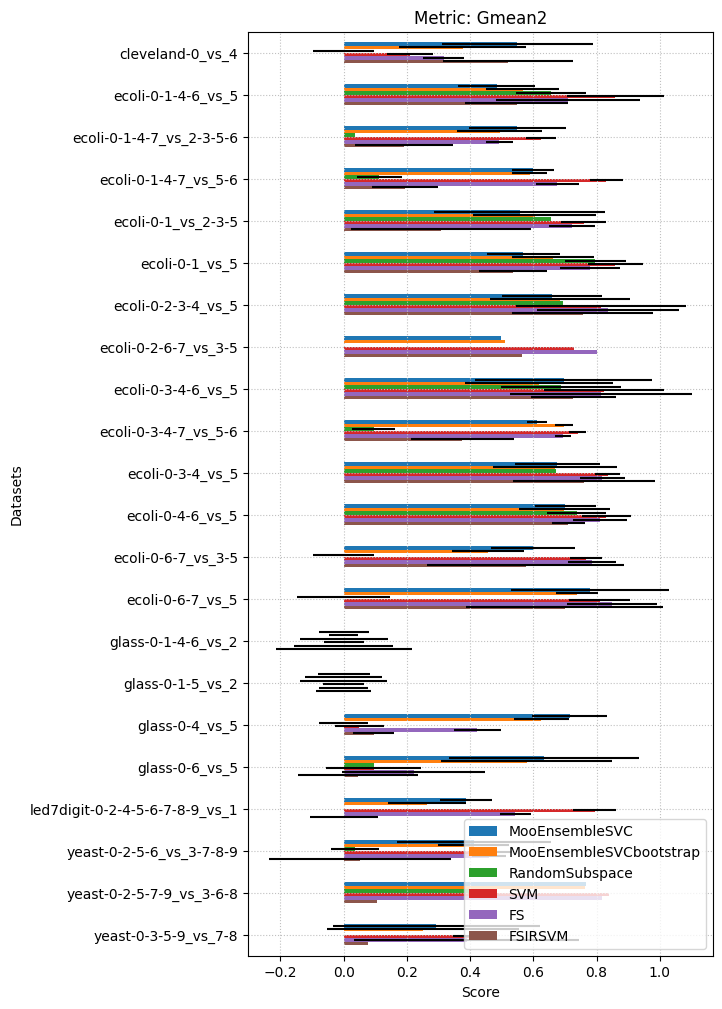 Metric: Gmean2
cleveland-0_vs_4
ecoli-0-1-4-6_vs_5
ecoli-0-1-4-7_vs_2-3-5-6
ecoli-0-1-4-7_vs_5-6
ecoli-0-1_vs_2-3-5
ecoli-0-1_vs_5
ecoli-0-2-3-4_vs_5
ecoli-0-2-6-7_vs_3-5
ecoli-0-3-4-6_vs_5
ecoli-0-3-4-7_vs_5-6
ecoli-0-3-4_vs_5
ecoli-0-4-6_vs_5
ecoli-0-6-7_vs_3-5
ecoli-0-6-7_vs_5
glass-0-1-4-6_vs_2
glass-0-1-5_vs_2
glass-0-4_vs_5
glass-0-6_vs_5
led7digit-0-2-4-5-6-7-8-9_vs_1
yeast-0-2-5-6_vs_3-7-8-9
yeast-0-2-5-7-9_vs_3-6-8
yeast-0-3-5-9_vs_7-8
Datasets
MooEnsembleSVC
MooEnsembleSVCbootstrap
RandomSubspace
SVM
FS
FSIRSVM
−0.2 0.0 0.2 0.4 0.6 0.8 1.0
Score